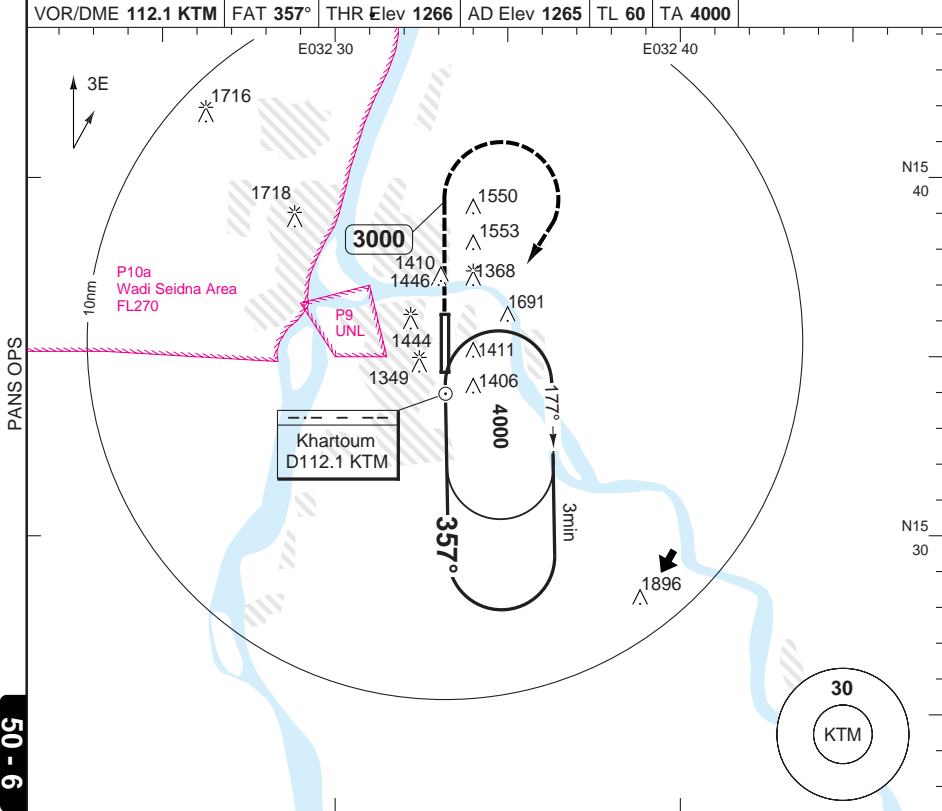 VOR/DME 112.1 KTM FAT 357° THR Elev 1266 AD Elev 1265 TL 60 TA 4000
E032 30
E032 40
3E
1716
N15
40
1718
1550
3000
1553
1410
1368
1446
P10a
Wadi Seidna Area
FL270
10nm
1691
P9
UNL
1444
1411
1349
1406
PANS OPS
177°
4000
Khartoum
D112.1 KTM
357°
3min
N15
30
1896
30
KTM
50 - 6